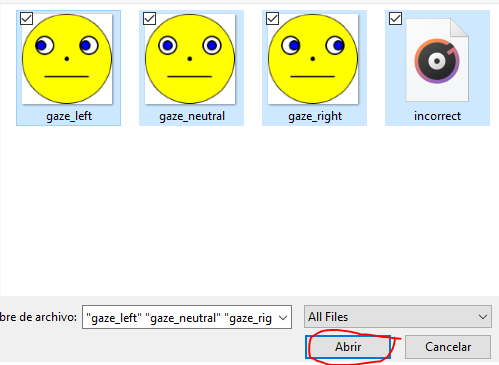 gaze_left gaze_neutral gaze_right incorrect
bre de archivo: "gaze_left" "gaze_neutral" "gaze_rig All Files
Abrir Cancelar